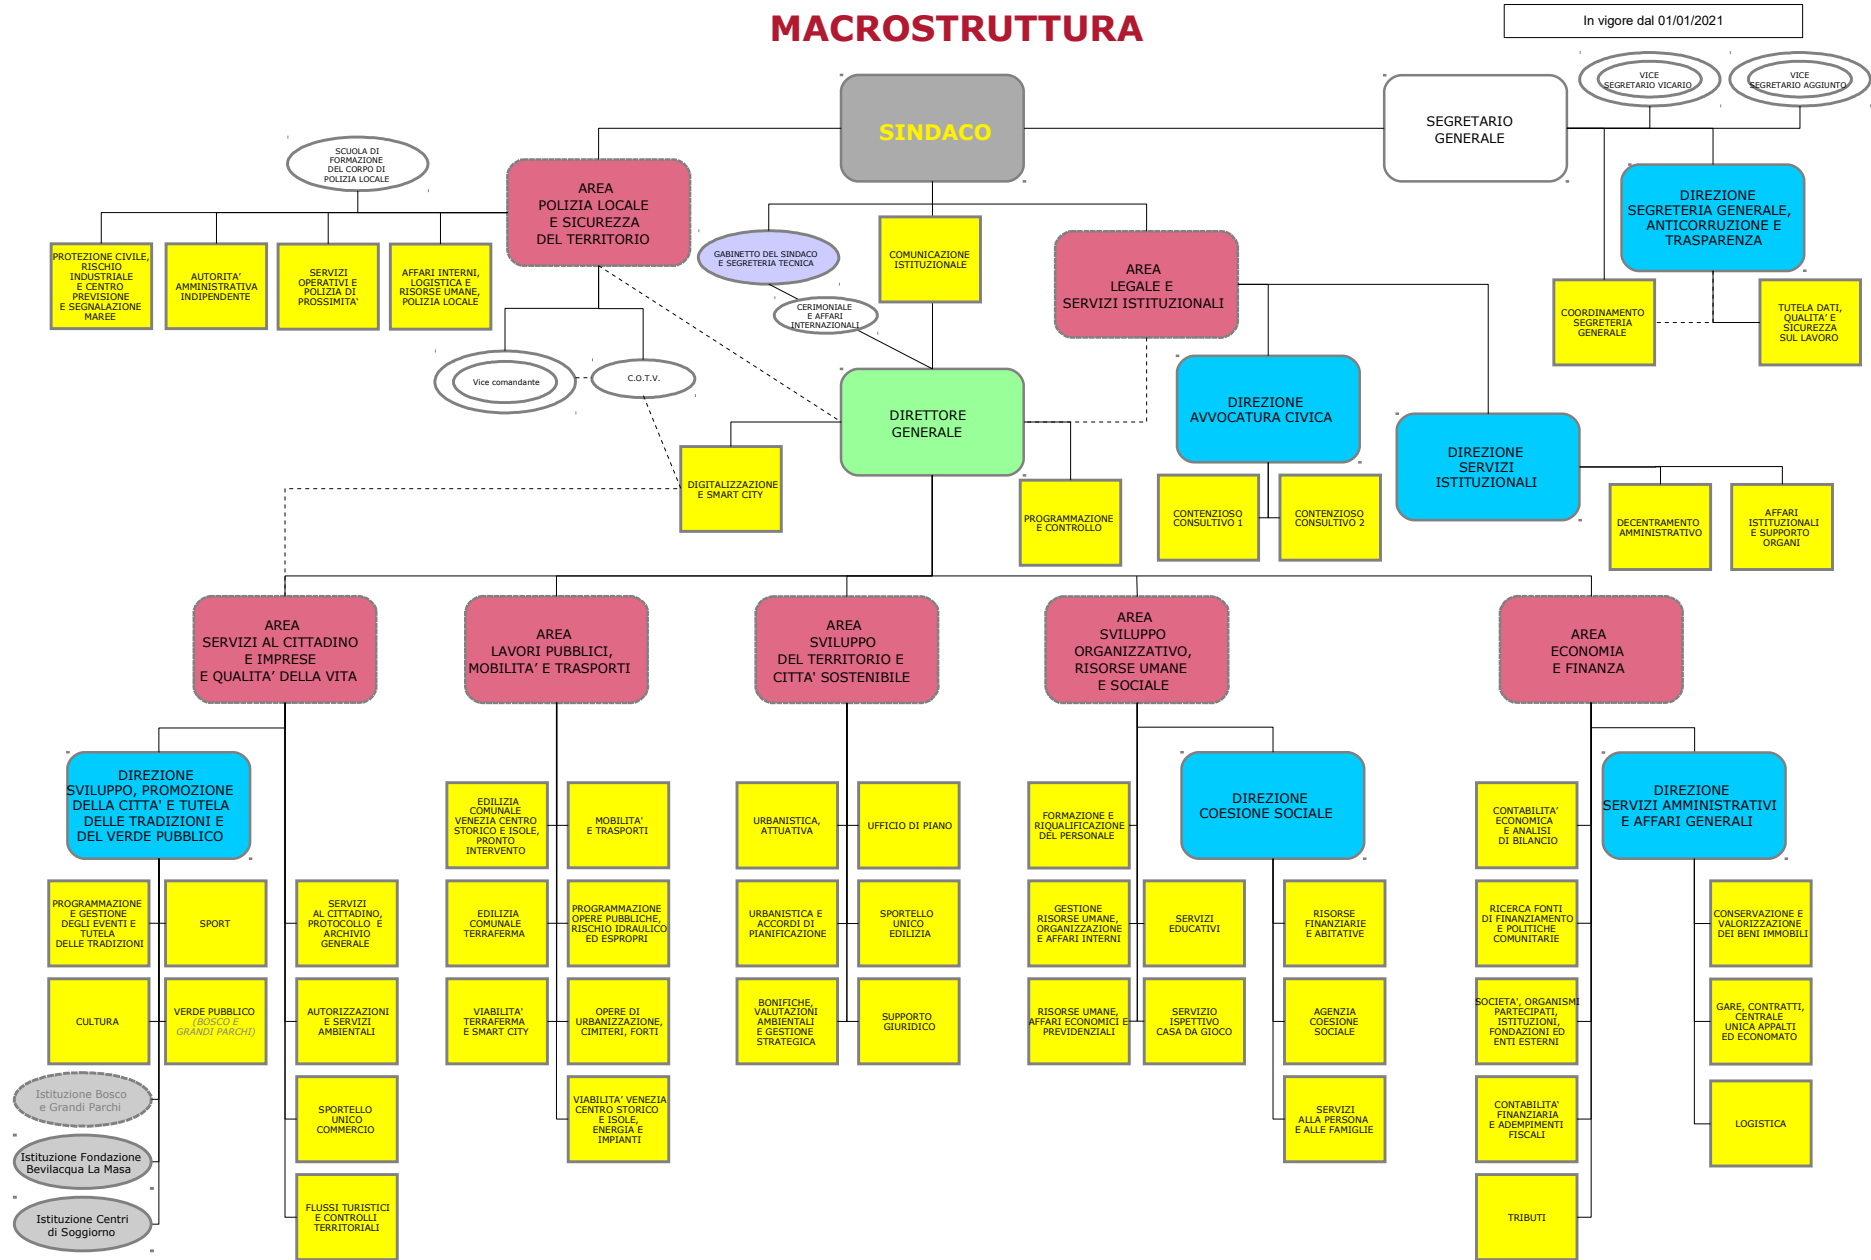 MACROSTRUTTURA
In vigore dal 01/01/2021
VICE
SEGRETARIO VICARIO
VICE
SEGRETARIO AGGIUNTO
SINDACO
SEGRETARIO
GENERALE
SCUOLA DI
FORMAZIONE
DEL CORPO DI
POLIZIA LOCALE
AREA
POLIZIA LOCALE
E SICUREZZA
DEL TERRITORIO
DIREZIONE
SEGRETERIA GENERALE,
ANTICORRUZIONE E
TRASPARENZA
PROTEZIONE CIVILE,
RISCHIO
INDUSTRIALE
E CENTRO
PREVISIONE
E SEGNALAZIONE
MAREE
AUTORITA’
AMMINISTRATIVA
INDIPENDENTE
SERVIZI
OPERATIVI E
POLIZIA DI
PROSSIMITA’
AFFARI INTERNI,
LOGISTICA E
RISORSE UMANE,
POLIZIA LOCALE
GABINETTO DEL SINDACO
E SEGRETERIA TECNICA
COMUNICAZIONE
ISTITUZIONALE
AREA
LEGALE E
SERVIZI ISTITUZIONALI
CERIMONIALE
E AFFARI
INTERNAZIONALI
COORDINAMENTO
SEGRETERIA
GENERALE
TUTELA DATI,
QUALITA’ E
SICUREZZA
SUL LAVORO
Vice comandante
C.O.T.V.
DIRETTORE
GENERALE
DIREZIONE
AVVOCATURA CIVICA
DIREZIONE
SERVIZI
ISTITUZIONALI
DIGITALIZZAZIONE
E SMART CITY
PROGRAMMAZIONE
E CONTROLLO
CONTENZIOSO
CONSULTIVO 1
CONTENZIOSO
CONSULTIVO 2
DECENTRAMENTO
AMMINISTRATIVO
AFFARI
ISTITUZIONALI
E SUPPORTO
ORGANI
AREA
SERVIZI AL CITTADINO
E IMPRESE
E QUALITA’ DELLA VITA
AREA
LAVORI PUBBLICI,
MOBILITA’ E TRASPORTI
AREA
SVILUPPO
DEL TERRITORIO E
CITTA' SOSTENIBILE
AREA
SVILUPPO
ORGANIZZATIVO,
RISORSE UMANE
E SOCIALE
AREA
ECONOMIA
E FINANZA
DIREZIONE
SVILUPPO, PROMOZIONE
DELLA CITTA' E TUTELA
DELLE TRADIZIONI E
DEL VERDE PUBBLICO
EDILIZIA
COMUNALE
VENEZIA CENTRO
STORICO E ISOLE,
PRONTO
INTERVENTO
MOBILITA'
E TRASPORTI
URBANISTICA,
ATTUATIVA
UFFICIO DI PIANO
FORMAZIONE E
RIQUALIFICAZIONE
DEL PERSONALE
DIREZIONE
COESIONE SOCIALE
CONTABILITA’
ECONOMICA
E ANALISI
DI BILANCIO
DIREZIONE
SERVIZI AMMINISTRATIVI
E AFFARI GENERALI
PROGRAMMAZIONE
E GESTIONE
DEGLI EVENTI E
TUTELA
DELLE TRADIZIONI
SPORT
SERVIZI
AL CITTADINO,
PROTOCOLLO E
ARCHIVIO
GENERALE
EDILIZIA
COMUNALE
TERRAFERMA
PROGRAMMAZIONE
OPERE PUBBLICHE,
RISCHIO IDRAULICO
ED ESPROPRI
URBANISTICA E
ACCORDI DI
PIANIFICAZIONE
SPORTELLO
UNICO
EDILIZIA
GESTIONE
RISORSE UMANE,
ORGANIZZAZIONE
E AFFARI INTERNI
SERVIZI
EDUCATIVI
RISORSE
FINANZIARIE
E ABITATIVE
RICERCA FONTI
DI FINANZIAMENTO
E POLITICHE
COMUNITARIE
CONSERVAZIONE E
VALORIZZAZIONE
DEI BENI IMMOBILI
CULTURA
VERDE PUBBLICO
(BOSCO E
GRANDI PARCHI)
AUTORIZZAZIONI
E SERVIZI
AMBIENTALI
VIABILITA’
TERRAFERMA
E SMART CITY
OPERE DI
URBANIZZAZIONE,
CIMITERI, FORTI
BONIFICHE,
VALUTAZIONI
AMBIENTALI
E GESTIONE
STRATEGICA
SUPPORTO
GIURIDICO
RISORSE UMANE,
AFFARI ECONOMICI E
PREVIDENZIALI
SERVIZIO
ISPETTIVO
CASA DA GIOCO
AGENZIA
COESIONE
SOCIALE
SOCIETA', ORGANISMI
PARTECIPATI,
ISTITUZIONI,
FONDAZIONI ED
ENTI ESTERNI
GARE, CONTRATTI,
CENTRALE
UNICA APPALTI
ED ECONOMATO
Istituzione Bosco
e Grandi Parchi
SPORTELLO
UNICO
COMMERCIO
VIABILITA’ VENEZIA
CENTRO STORICO
E ISOLE,
ENERGIA E
IMPIANTI
SERVIZI
ALLA PERSONA
E ALLE FAMIGLIE
CONTABILITA'
FINANZIARIA
E ADEMPIMENTI
FISCALI
LOGISTICA
Istituzione Fondazione
Bevilacqua La Masa
Istituzione Centri
di Soggiorno
FLUSSI TURISTICI
E CONTROLLI
TERRITORIALI
TRIBUTI